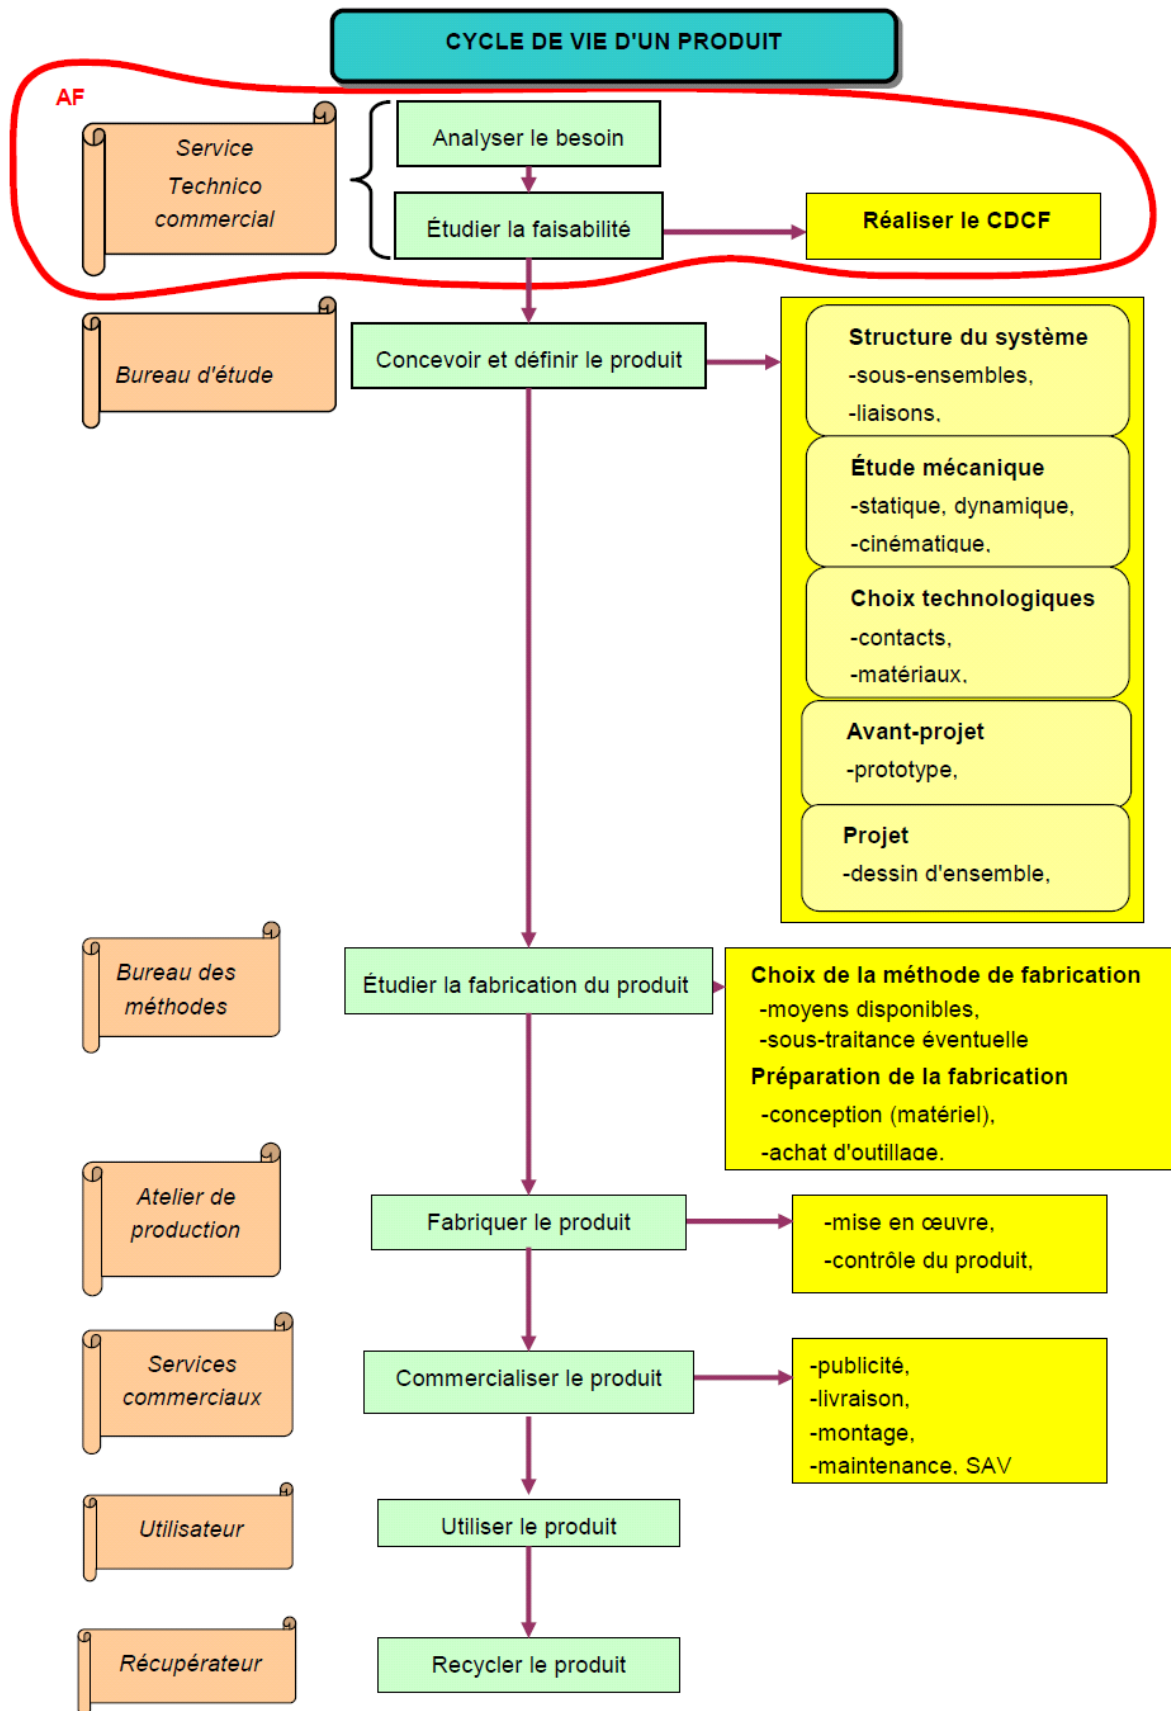 CYCLE DE VIE D'UN PRODUIT
AF
Service
Technico
commercial
Analyser le besoin
Étudier la faisabilité
Réaliser le CDCF
Bureau d'étude
Concevoir et définir le produit
Structure du système
-sous-ensembles,
-liaisons,
Étude mécanique
-statique, dynamique,
-cinématique,
Choix technologiques
-contacts,
-matériaux,
Avant-projet
-prototype,
Projet
-dessin d'ensemble,
Bureau des
méthodes
Étudier la fabrication du produit
Choix de la méthode de fabrication
-moyens disponibles,
-sous-traitance éventuelle
Préparation de la fabrication
-conception (matériel),
-achat d'outillage,
Atelier de
production
Fabriquer le produit
-mise en œuvre,
-contrôle du produit,
Services
commerciaux
Commercialiser le produit
-publicité,
-livraison,
-montage,
-maintenance, SAV
Utilisateur
Utiliser le produit
Récupérateur
Recycler le produit